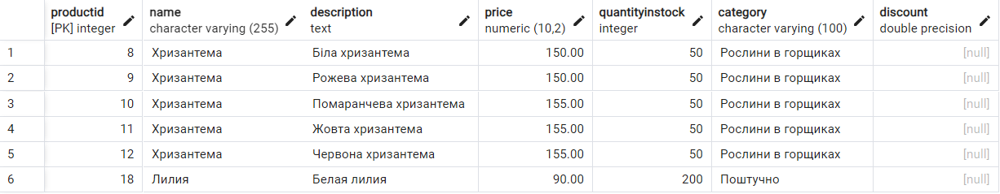 productid name description price quantityinstock category discount
[PK] integer character varying (255) text numeric (10,2) integer character varying (100) double precision
1 8 Хризантема Біла хризантема 150.00 50 Рослини в горщиках [null]
2 9 Хризантема Рожева хризантема 150.00 50 Рослини в горщиках [null]
3 10 Хризантема Помаранчева хризантема 155.00 50 Рослини в горщиках [null]
4 11 Хризантема Жовта хризантема 155.00 50 Рослини в горщиках [null]
5 12 Хризантема Червона хризантема 155.00 50 Рослини в горщиках [null]
6 18 Лилия Белая лилия 90.00 200 Поштучно [null]